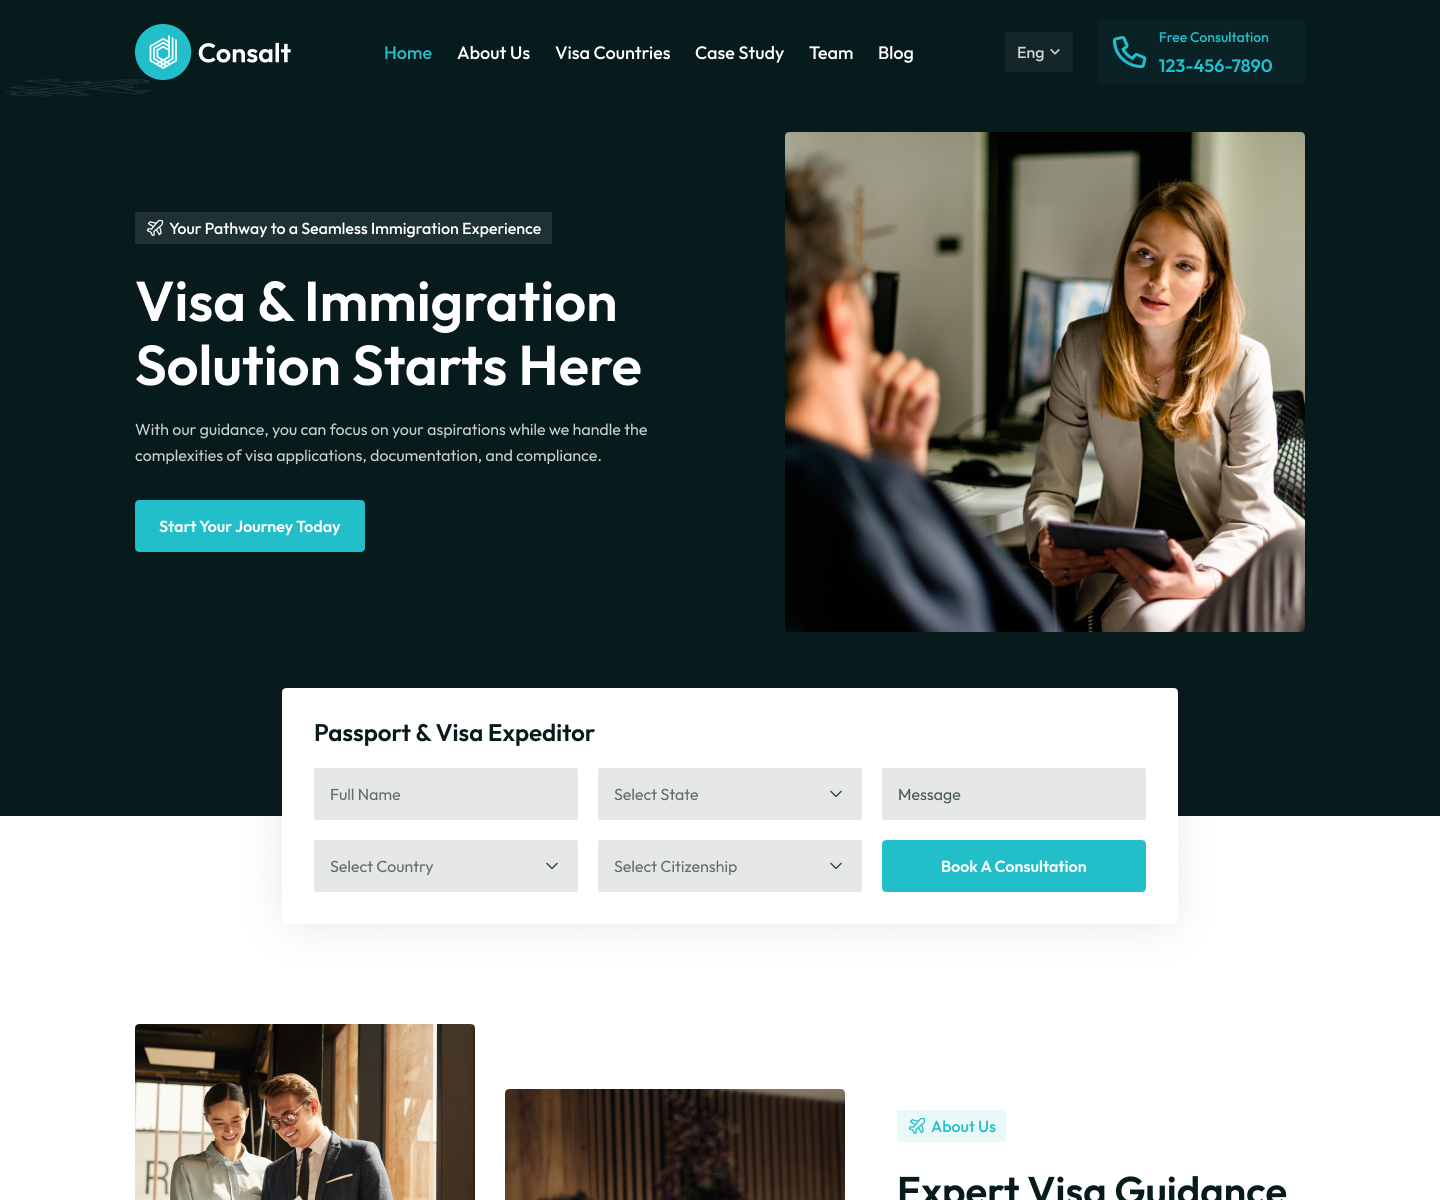 Consalt
Home
About Us
Visa Countries
Case Study
Team
Blog
Eng
Free Consultation
123-456-7890
Your Pathway to a Seamless Immigration Experience
Visa & Immigration
Solution Starts Here
With our guidance, you can focus on your aspirations while we handle the
complexities of visa applications, documentation, and compliance.
Start Your Journey Today
Passport & Visa Expeditor
Full Name
Select State
Message
Select Country
Select Citizenship
Book A Consultation
R
About Us
Expert Visa Guidance